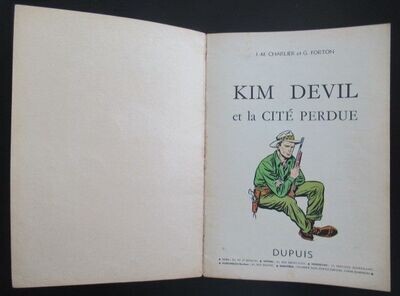 J.-M. CHARLIER et G. FORTON
KIM DEVIL
et la CITÉ PERDUE
DUPUIS